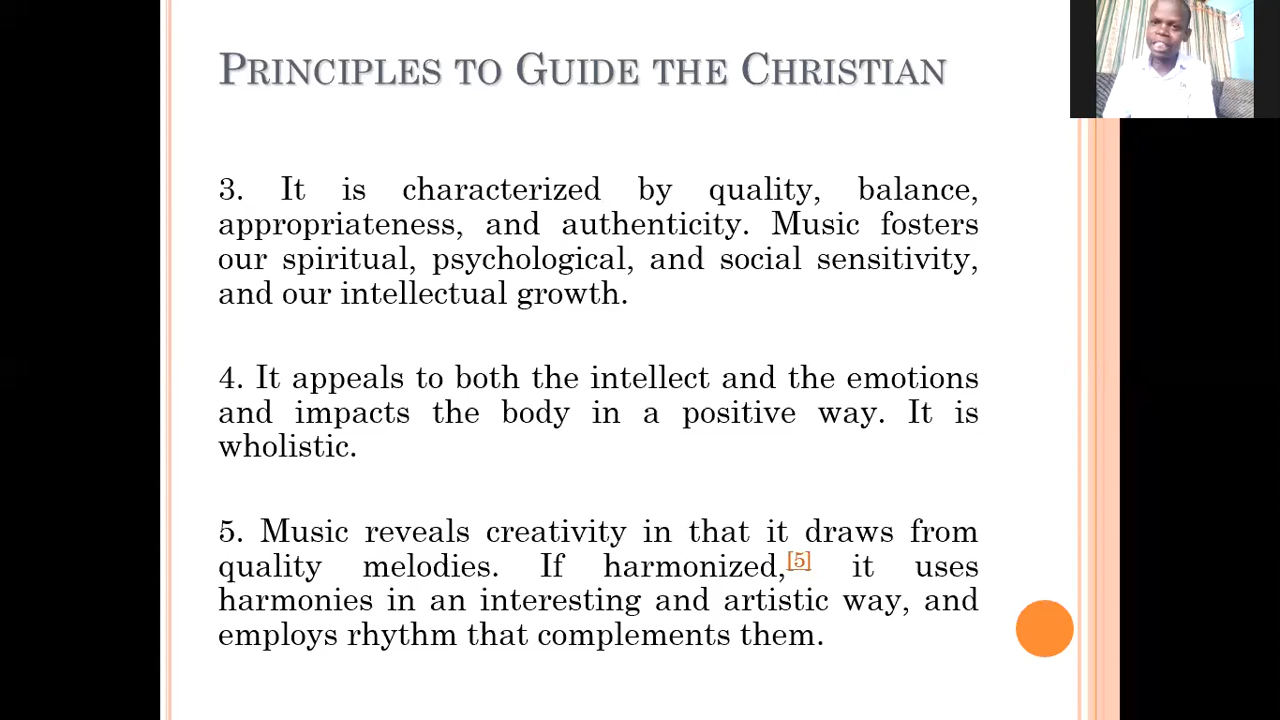 PRINCIPLES TO GUIDE THE CHRISTIAN
3. It is characterized by quality, balance,
appropriateness, and authenticity. Music fosters
our spiritual, psychological, and social sensitivity,
and our intellectual growth.
4. It appeals to both the intellect and the emotions
and impacts the body in a positive way. It is
wholistic.
5. Music reveals creativity in that it draws from
quality melodies. If harmonized,[5] it uses
harmonies in an interesting and artistic way, and
employs rhythm that complements them.